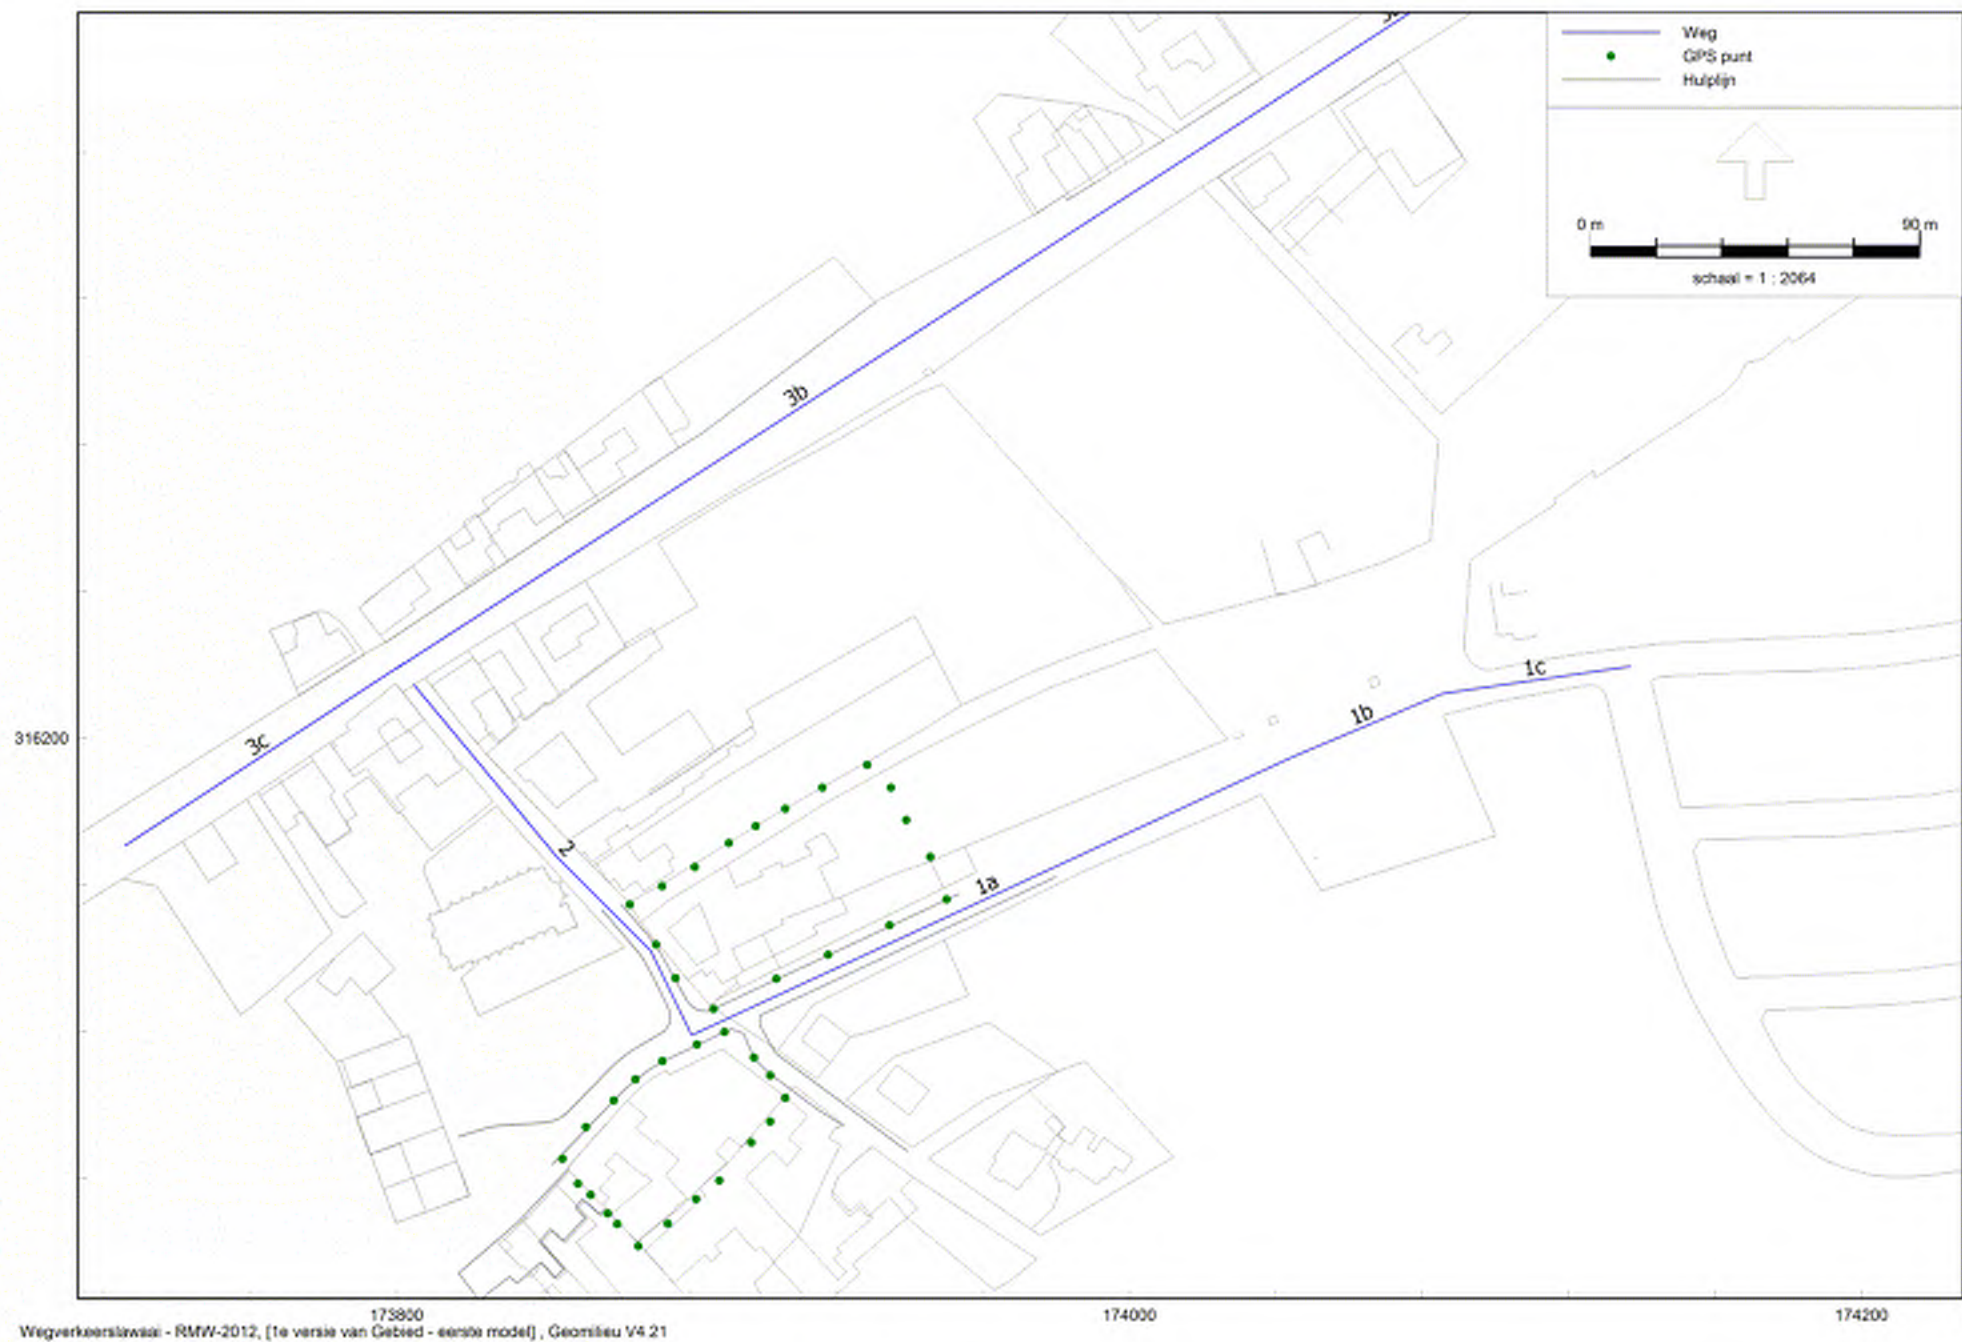 Weg
GPS punt
Hulplijn
0 m 90 m
schaal = 1 : 2064
3b
1c
1b
3c
316200
2
1a
173800 174000 174200
Wegverkeerslawaai - RMW-2012, [1e versie van Gebied - eerste model] , Geomilieu V4.21